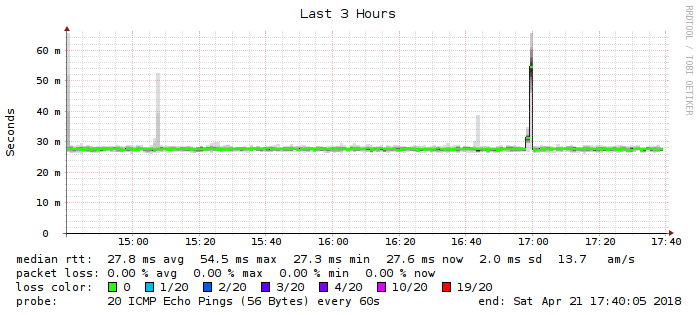 Last 3 Hours
RRDTOOL / TOBI OETIKER
Seconds
60 m
50 m
40 m
30 m
20 m
10 m
0
15:00 15:20 15:40 16:00 16:20 16:40 17:00 17:20 17:40
median rtt: 27.8 ms avg 54.5 ms max 27.3 ms min 27.6 ms now 2.0 ms sd 13.7 am/s
packet loss: 0.00 % avg 0.00 % max 0.00 % min 0.00 % now
loss color: 0 1/20 2/20 3/20 4/20 10/20 19/20
probe: 20 ICMP Echo Pings (56 Bytes) every 60s end: Sat Apr 21 17:40:05 2018